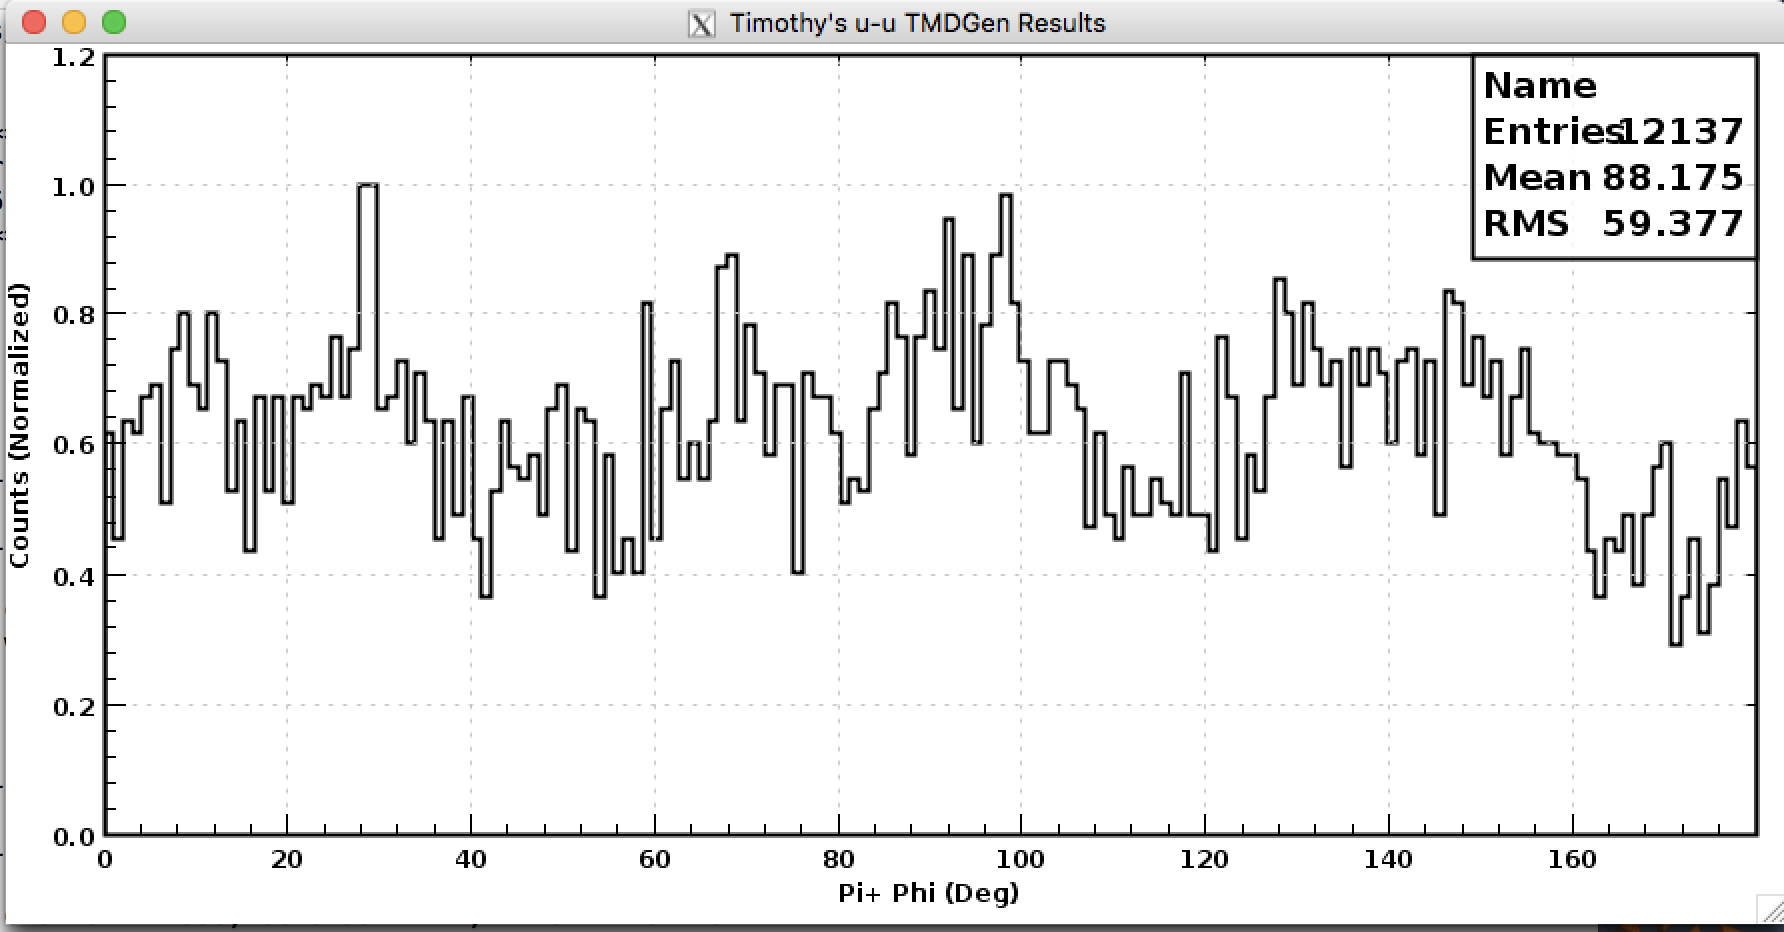 Timothy's u-u TMDGen Results
Name
Entries 12137
Mean 88.175
RMS 59.377
1.2
1.0
0.8
0.6
0.4
0.2
0.0
Counts (Normalized)
0 20 40 60 80 100 120 140 160
Pi+ Phi (Deg)